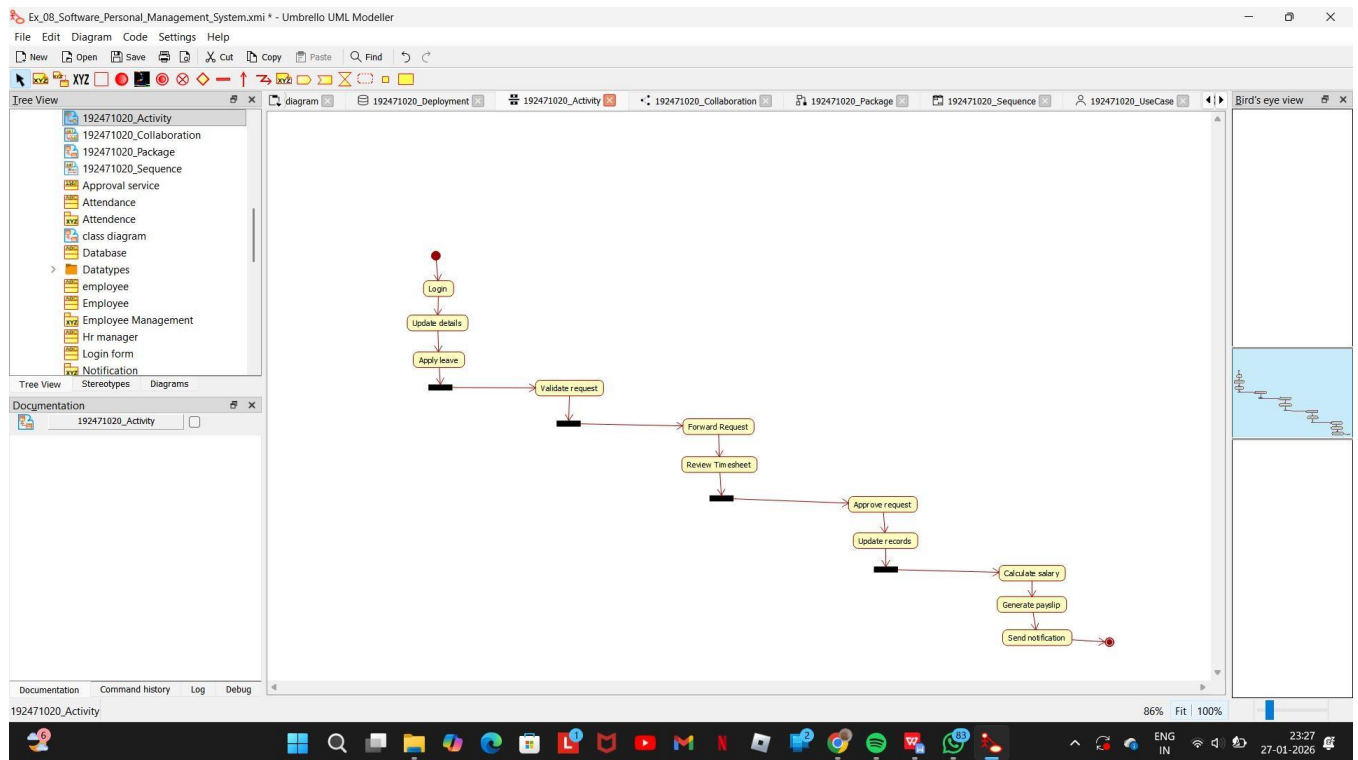 Ex_08_Software_Personal_Management_System.xmi * - Umbrello UML Modeller
File Edit Diagram Code Settings Help
New Open Save Cut Copy Paste Find
XYZ
Tree View
192471020_Activity
192471020_Collaboration
192471020_Package
192471020_Sequence
Approval service
Attendance
Attendence
class diagram
Database
Datatypes
employee
Employee
Employee Management
Hr manager
Login form
Notification
Tree View Stereotypes Diagrams
Documentation
192471020_Activity
Documentation Command history Log Debug
diagram 192471020_Deployment 192471020_Activity 192471020_Collaboration 192471020_Package 192471020_Sequence 192471020_UseCase
Login
Update details
Apply leave
Validate request
Forward Request
Review Timesheet
Approve request
Update records
Calculate salary
Generate payslip
Send notification
Bird's eye view
192471020_Activity
86% Fit 100%
6
1
2
83
ENG
IN
23:27
27-01-2026